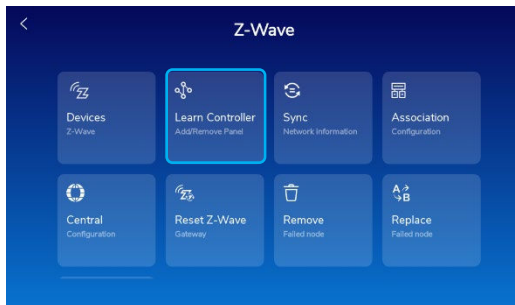 Z-Wave
Devices
Z-Wave
Learn Controller
Add/Remove Panel
Sync
Network Information
Association
Configuration
Central
Configuration
Reset Z-Wave
Gateway
Remove
Failed node
Replace
Failed node